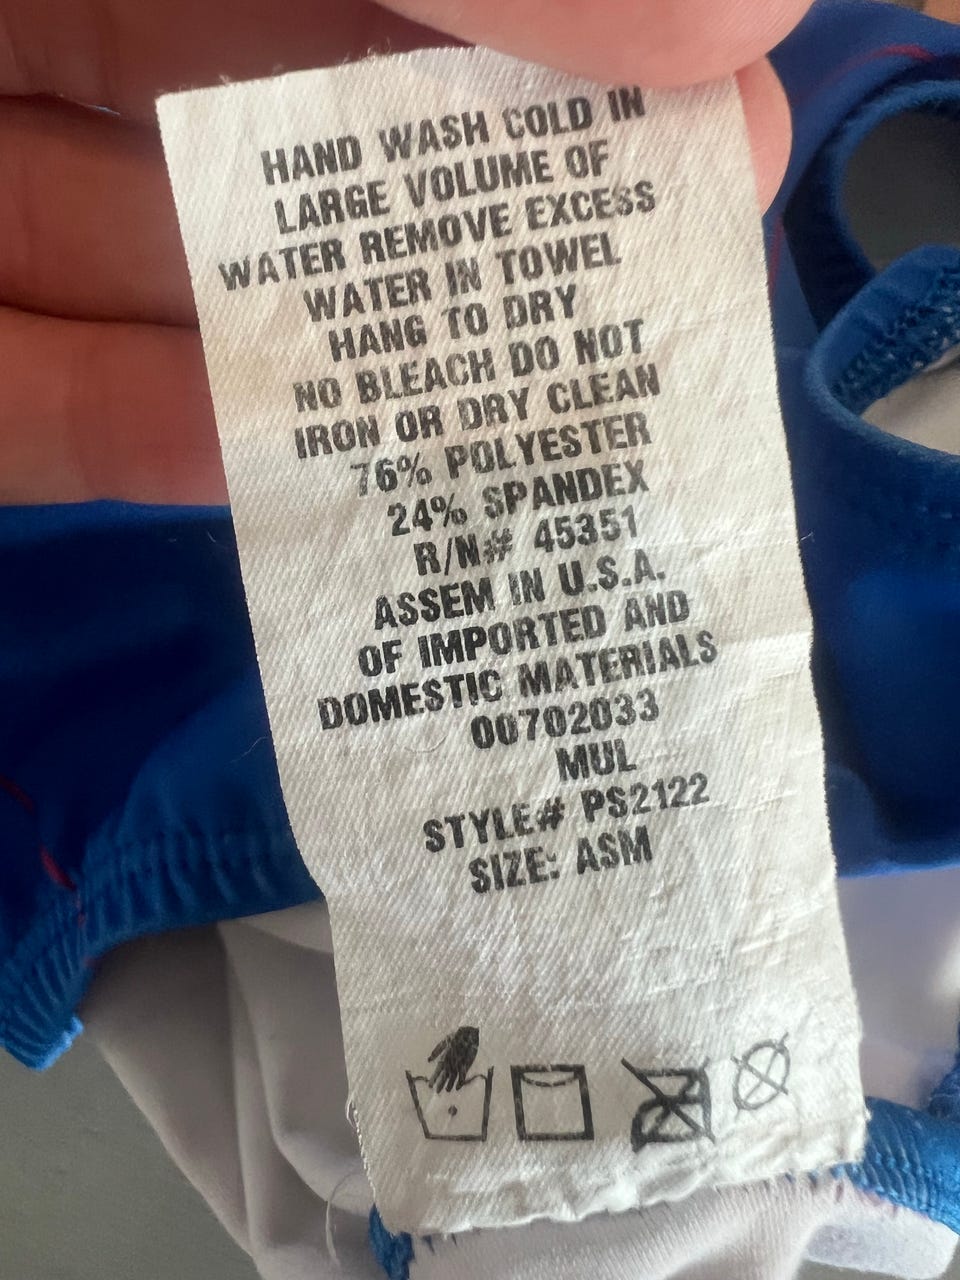 HAND WASH COLD IN
LARGE VOLUME OF
WATER REMOVE EXCESS
WATER IN TOWEL
HANG TO DRY
NO BLEACH DO NOT
IRON OR DRY CLEAN
76% POLYESTER
24% SPANDEX
R/N# 45351
ASSEM IN U.S.A.
OF IMPORTED AND
DOMESTIC MATERIALS
00702033
MUL
STYLE# PS2122
SIZE: ASM